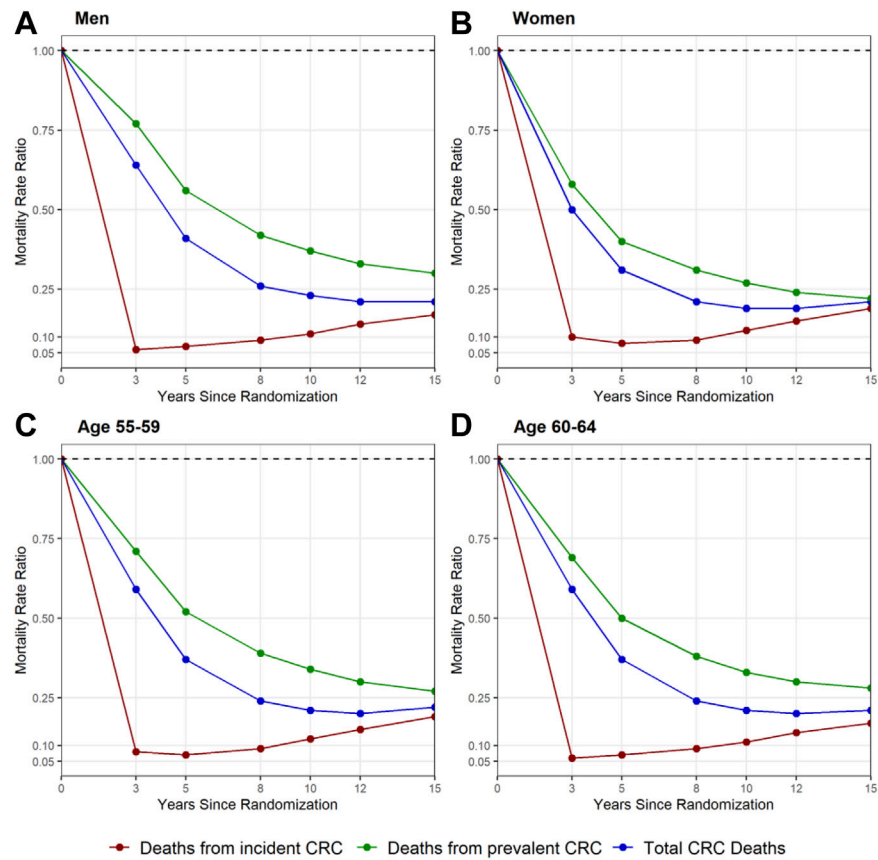 A Men
1.00
0.75
0.50
0.25
0.10
0.05
Mortality Rate Ratio
0 3 5 8 10 12 15
Years Since Randomization
B Women
1.00
0.75
0.50
0.25
0.10
0.05
Mortality Rate Ratio
0 3 5 8 10 12 15
Years Since Randomization
C Age 55-59
1.00
0.75
0.50
0.25
0.10
0.05
Mortality Rate Ratio
0 3 5 8 10 12 15
Years Since Randomization
D Age 60-64
1.00
0.75
0.50
0.25
0.10
0.05
Mortality Rate Ratio
0 3 5 8 10 12 15
Years Since Randomization
Deaths from incident CRC Deaths from prevalent CRC Total CRC Deaths